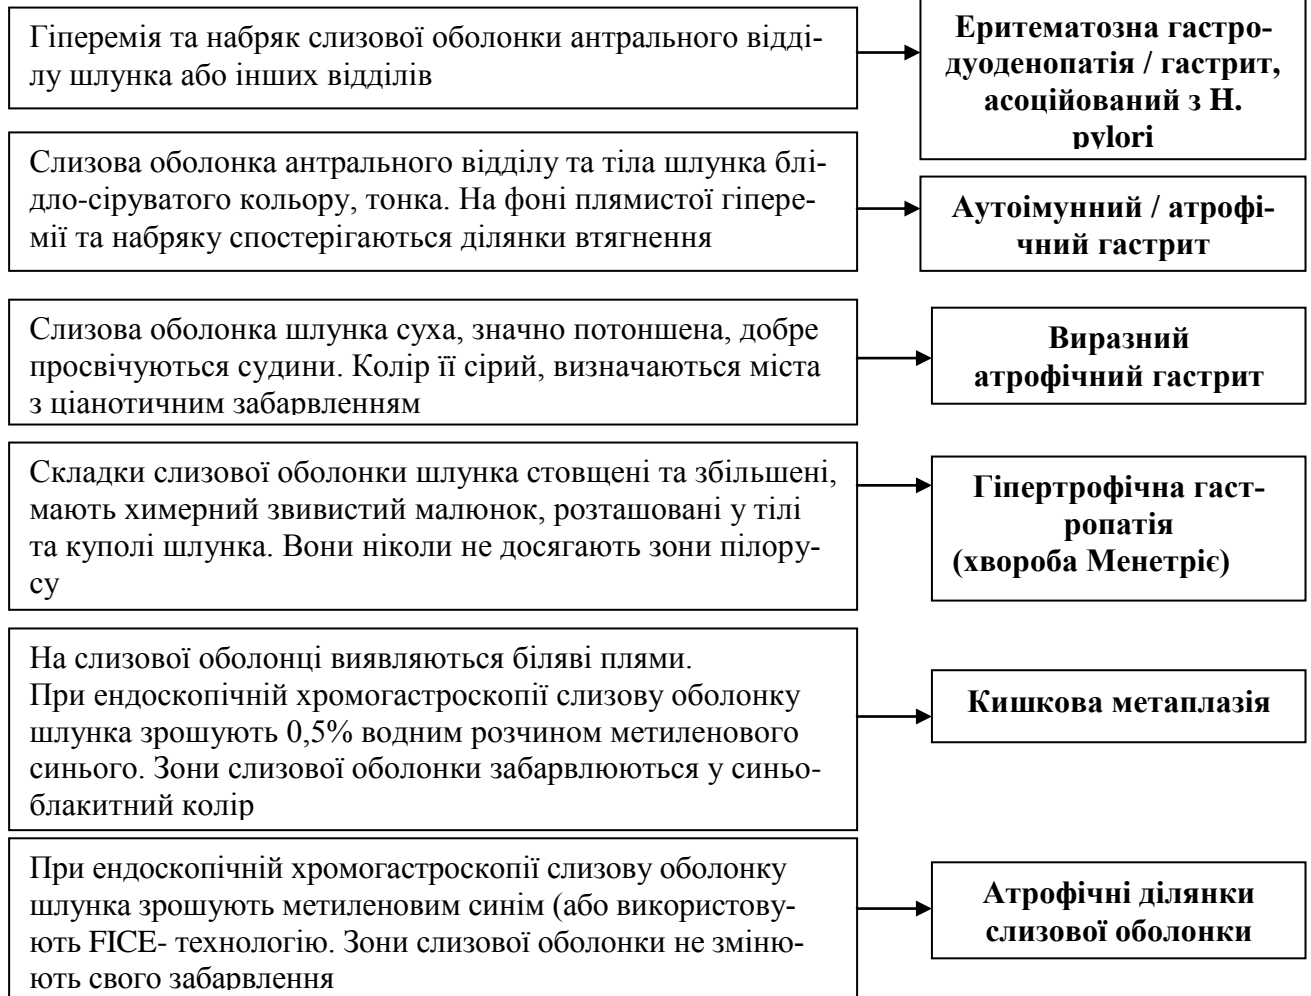 Гіперемія та набряк слизової оболонки антрального відді-
лу шлунка або інших відділів
Еритематозна гастро-
дуоденопатія / гастрит,
асоційований з H.
pylori
Слизова оболонка антрального відділу та тіла шлунка блі-
дло-сіруватого кольору, тонка. На фоні плямистої гіпере-
мії та набряку спостерігаються ділянки втягнення
Аутоімунний / атрофі-
чний гастрит
Слизова оболонка шлунка суха, значно потоншена, добре
просвічуються судини. Колір її сірий, визначаються міста
з ціанотичним забарвленням
Виразний
атрофічний гастрит
Складки слизової оболонки шлунка стовщені та збільшені,
мають химерний звивистий малюнок, розташовані у тілі
та куполі шлунка. Вони ніколи не досягають зони пілору-
су
Гіпертрофічна гаст-
ропатія
(хвороба Менетріє)
На слизової оболонці виявляються біляві плями.
При ендоскопічній хромогастроскопії слизову оболонку
шлунка зрошують 0,5% водним розчином метиленового
синього. Зони слизової оболонки забарвлюються у синьо-
блакитний колір
Кишкова метаплазія
При ендоскопічній хромогастроскопії слизову оболонку
шлунка зрошують метиленовим синім (або використову-
ють FICE- технологію. Зони слизової оболонки не зміню-
ють свого забарвлення
Атрофічні ділянки
слизової оболонки